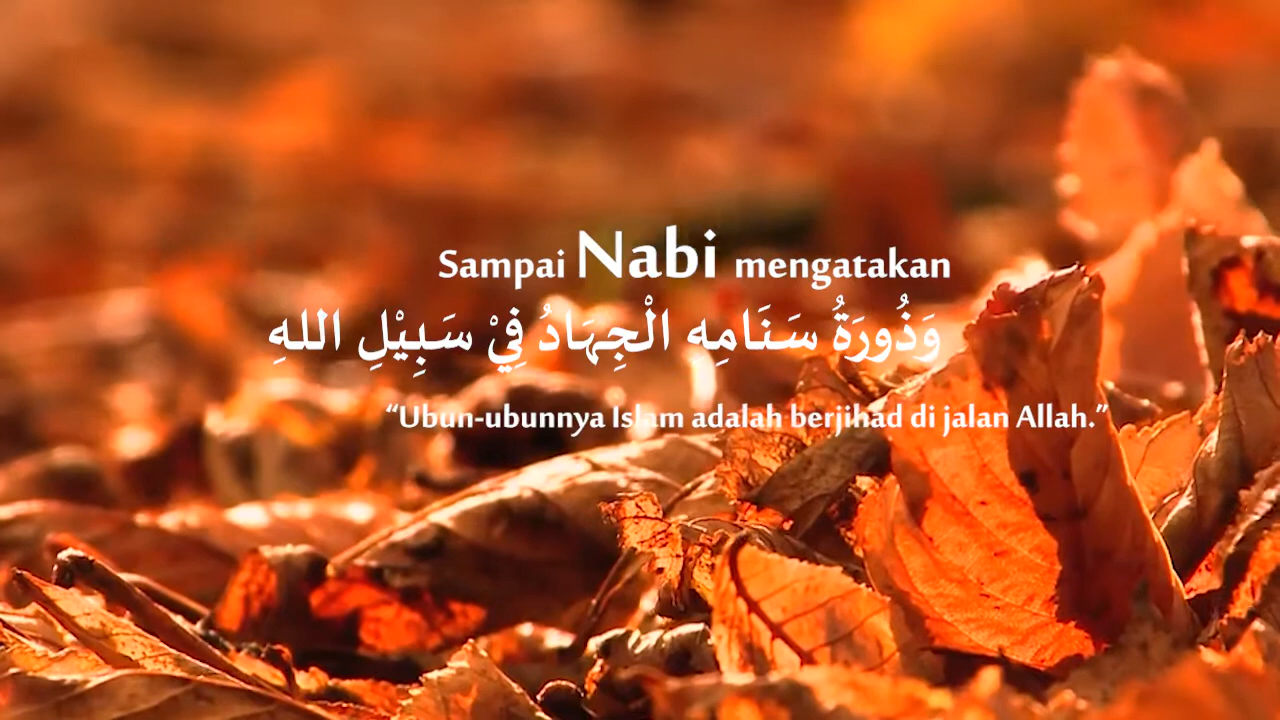 Sampai Nabi mengatakan
وَذُورَةُ سَنَامِه الْجِهَادُ فِيْ سَبِيْلِ اللهِ
“Ubun-ubunnya Islam adalah berjihad di jalan Allah.”